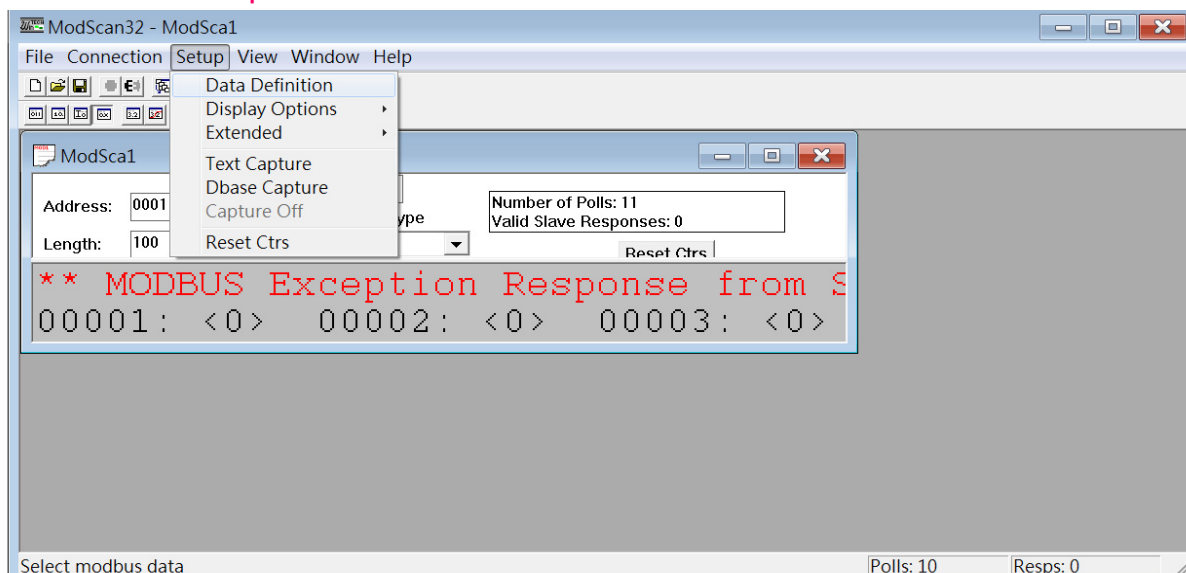 ModScan32 - ModSca1
File Connection Setup View Window Help
Data Definition
Display Options
Extended
Text Capture
Dbase Capture
Capture Off
Reset Ctrs
ModSca1
Address: 0001
Length: 100
Number of Polls: 11
Valid Slave Responses: 0
Reset Ctrs
** MODBUS Exception Response from S
00001: <0> 00002: <0> 00003: <0>
Select modbus data
Polls: 10 Resps: 0